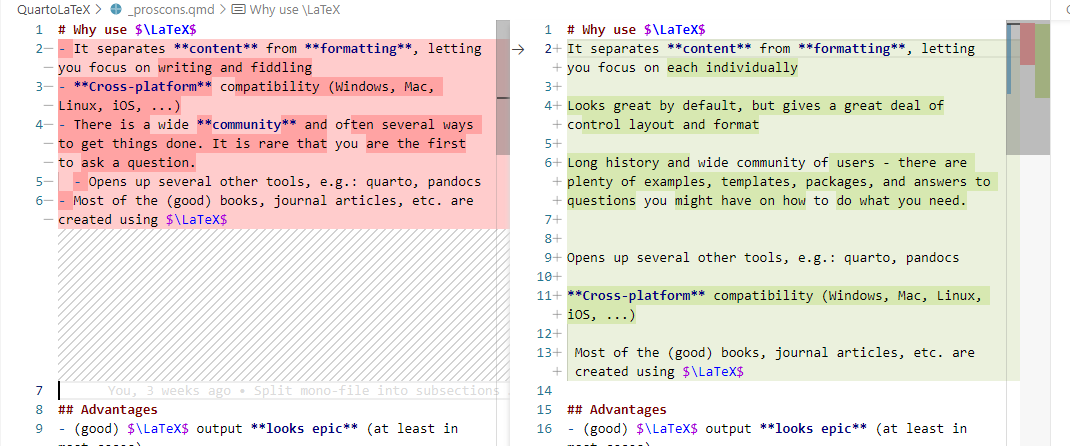 QuartoLaTeX > _proscons.qmd > Why use \LaTeX
1 # Why use $\LaTeX$
2− - It separates **content** from **formatting**, letting
− you focus on writing and fiddling
3− - **Cross-platform** compatibility (Windows, Mac,
− Linux, iOS, ...)
4− - There is a wide **community** and often several ways
− to get things done. It is rare that you are the first
− to ask a question.
5− - Opens up several other tools, e.g.: quarto, pandocs
6− - Most of the (good) books, journal articles, etc. are
− created using $\LaTeX$
7 You, 3 weeks ago • Split mono-file into subsections
8 ## Advantages
9 - (good) $\LaTeX$ output **looks epic** (at least in
most cases)
1 # Why use $\LaTeX$
2+ It separates **content** from **formatting**, letting
+ you focus on each individually
3+
4+ Looks great by default, but gives a great deal of
+ control layout and format
5+
6+ Long history and wide community of users - there are
+ plenty of examples, templates, packages, and answers to
+ questions you might have on how to do what you need.
7+
8+
9+ Opens up several other tools, e.g.: quarto, pandocs
10+
11+ **Cross-platform** compatibility (Windows, Mac, Linux,
+ iOS, ...)
12+
13+ Most of the (good) books, journal articles, etc. are
+ created using $\LaTeX$
14
15 ## Advantages
16 - (good) $\LaTeX$ output **looks epic** (at least in
most cases)